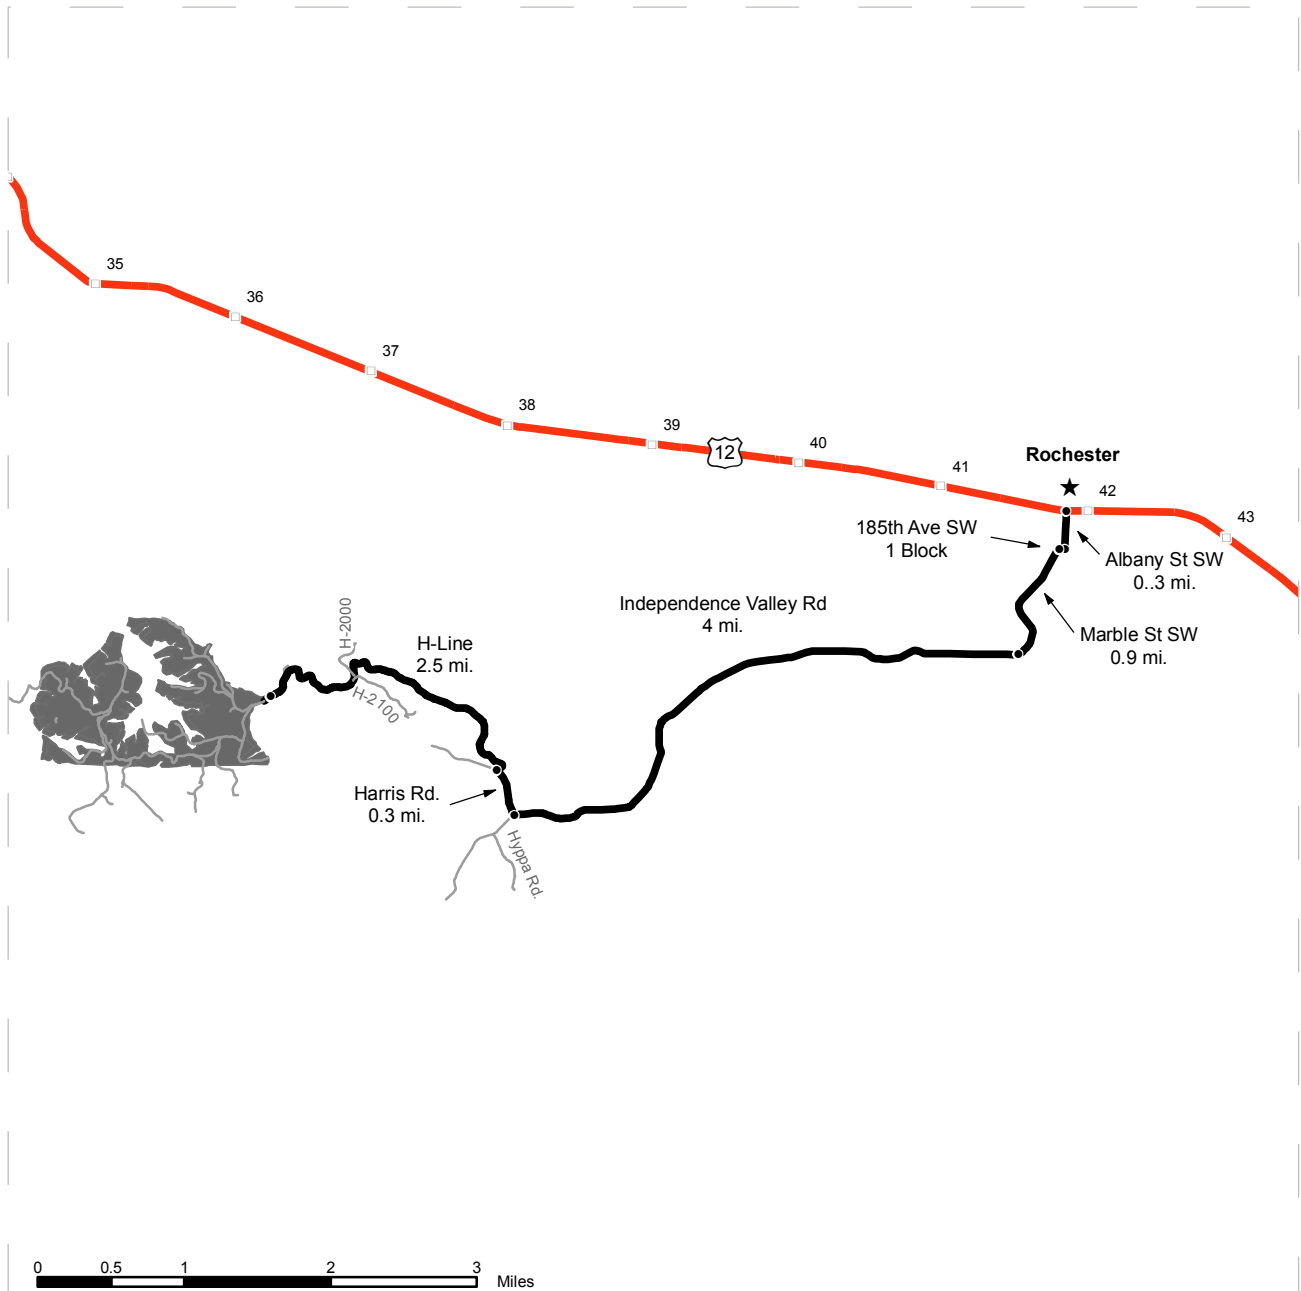 35
36
37
38
39
12
40
41
Rochester
42
43
185th Ave SW
1 Block
Albany St SW
0..3 mi.
Independence Valley Rd
4 mi.
Marble St SW
0.9 mi.
H-2000
H-Line
2.5 mi.
H-2100
Harris Rd.
0.3 mi.
Hyppa Rd.
0 0.5 1 2 3
Miles